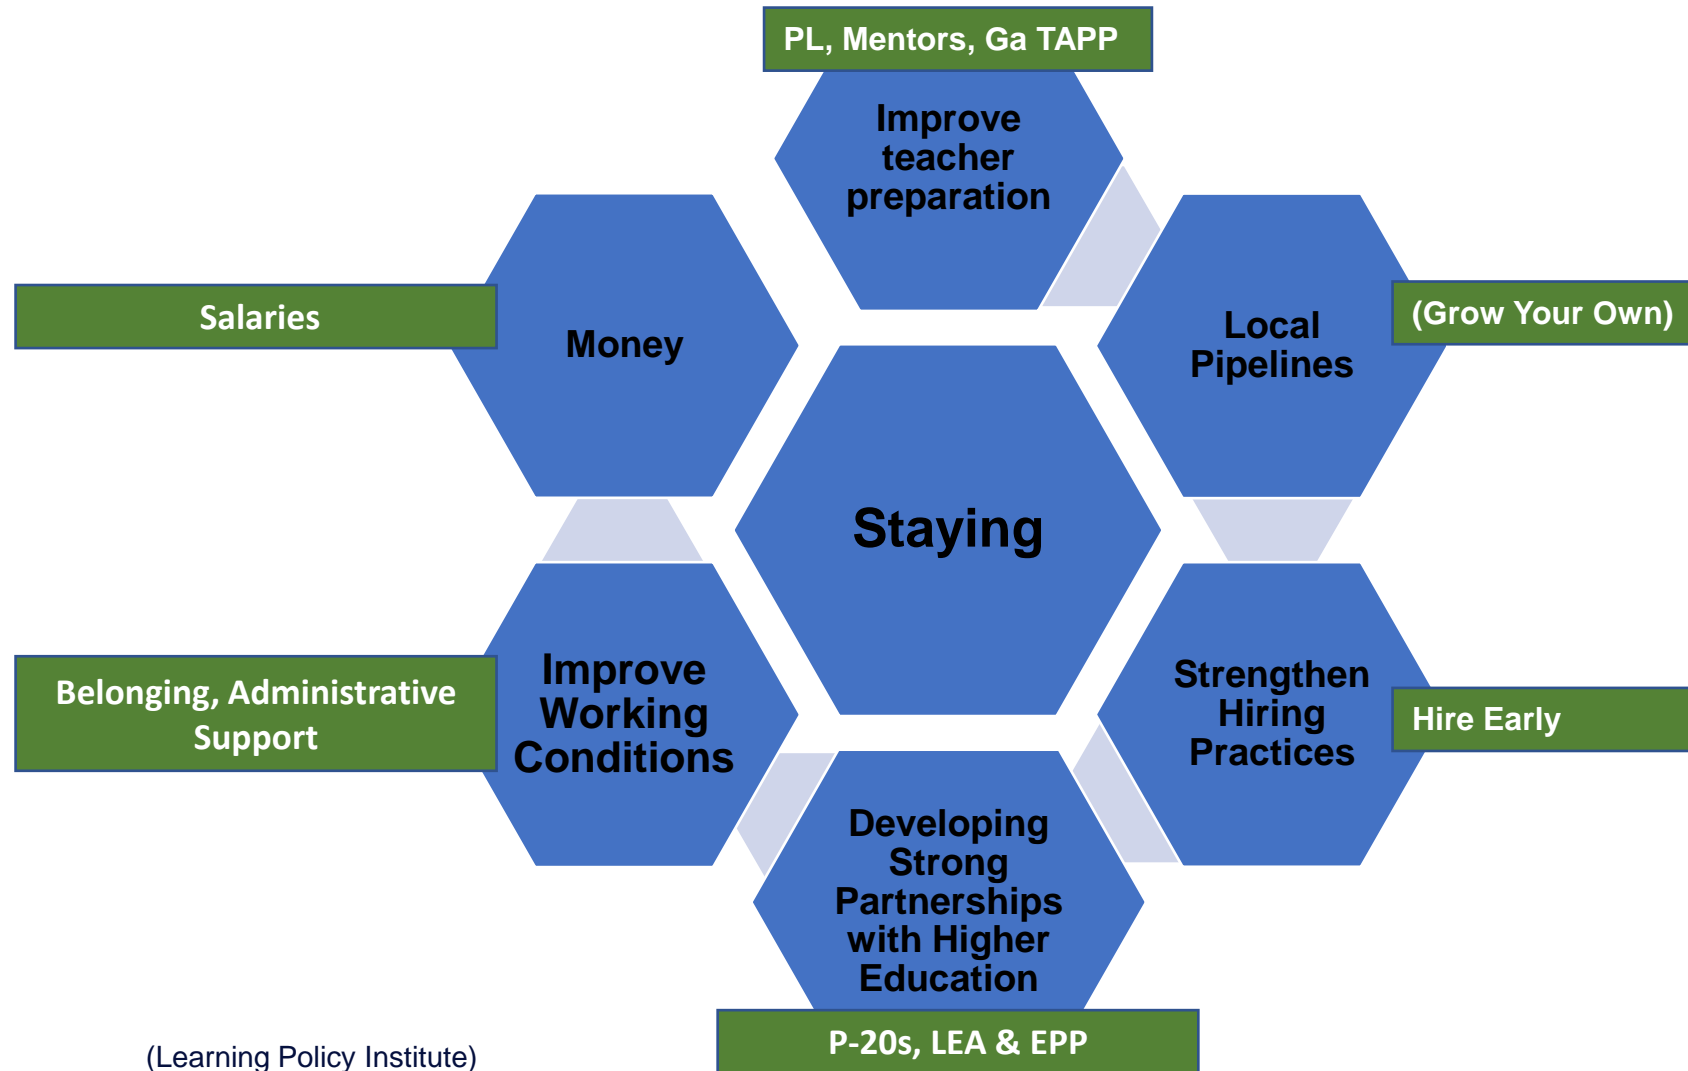 PL, Mentors, Ga TAPP
Improve
teacher
preparation
Salaries
Money
Local
Pipelines
(Grow Your Own)
Staying
Belonging, Administrative
Support
Improve
Working
Conditions
Strengthen
Hiring
Practices
Hire Early
Developing
Strong
Partnerships
with Higher
Education
P-20s, LEA & EPP
(Learning Policy Institute)